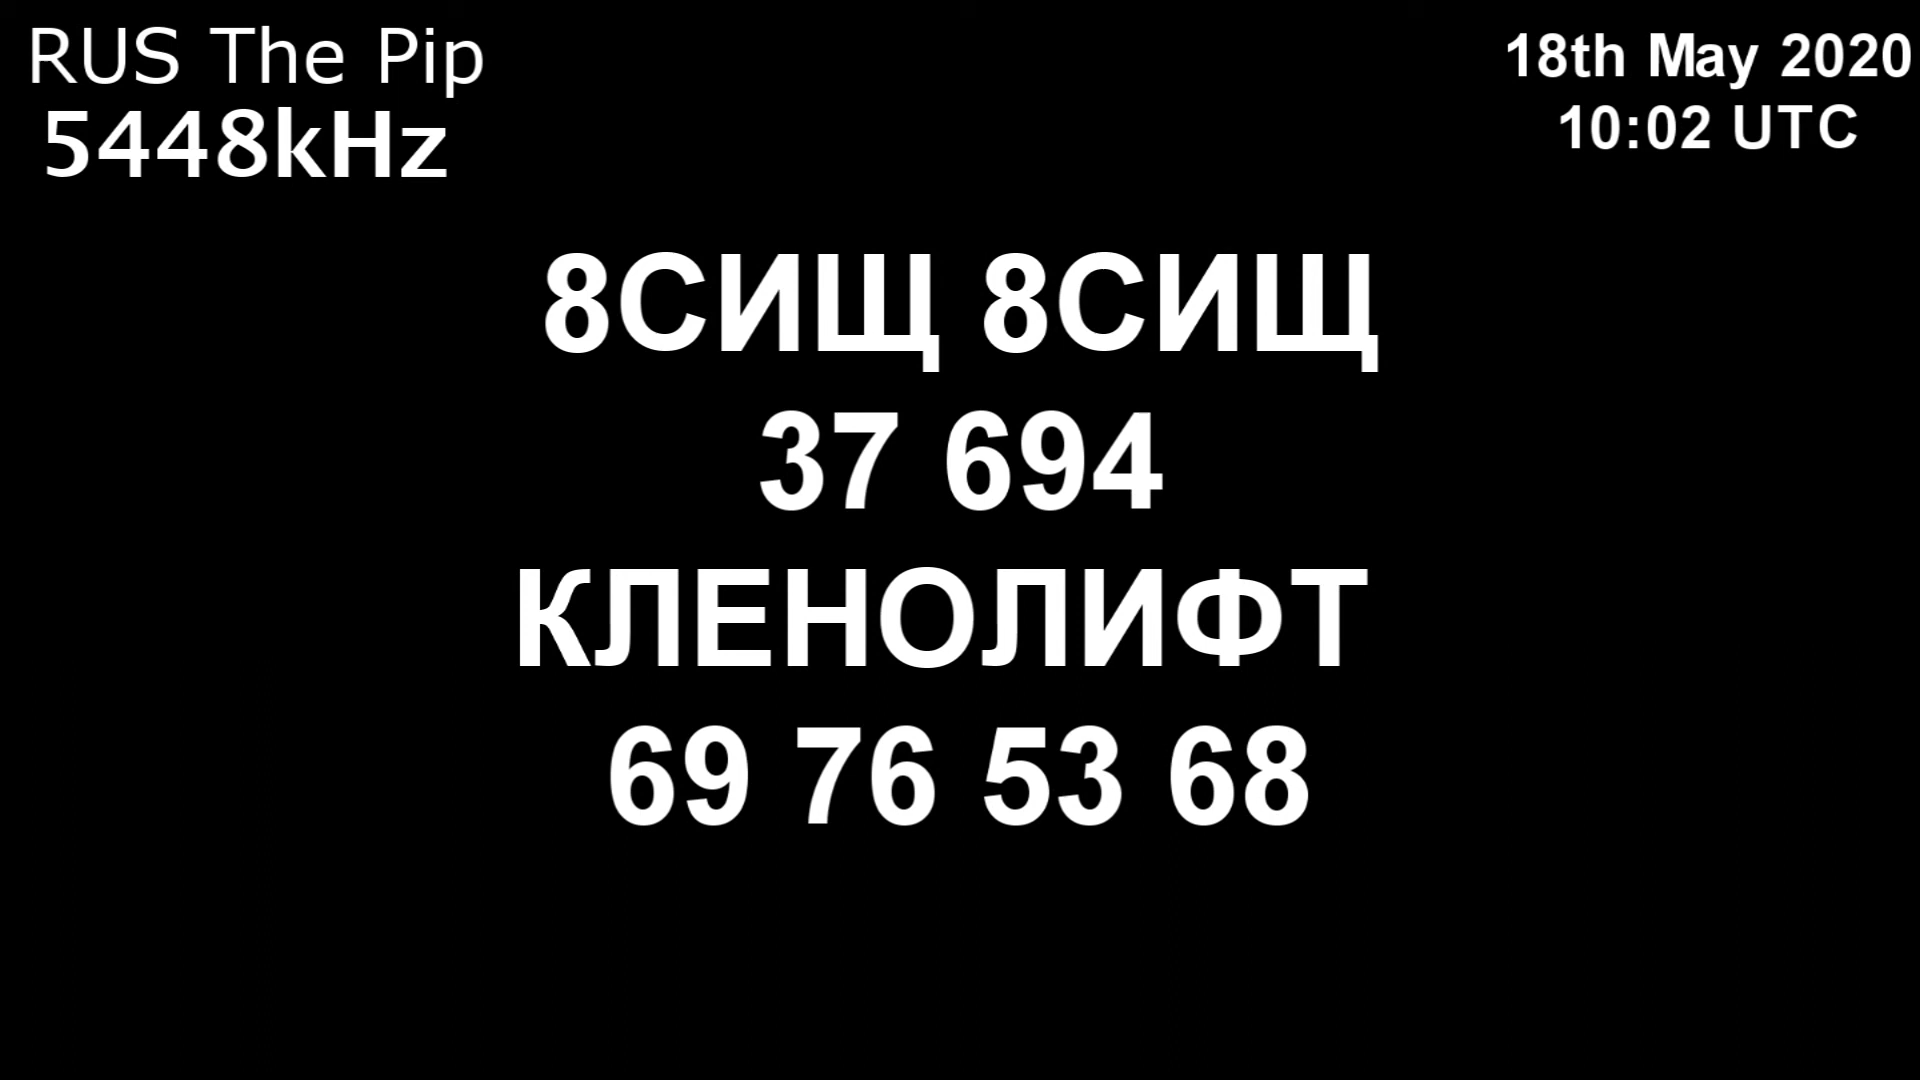 RUS The Pip
5448kHz
18th May 2020
10:02 UTC
8СИЩ 8СИЩ
37 694
КЛЕНОЛИФТ
69 76 53 68